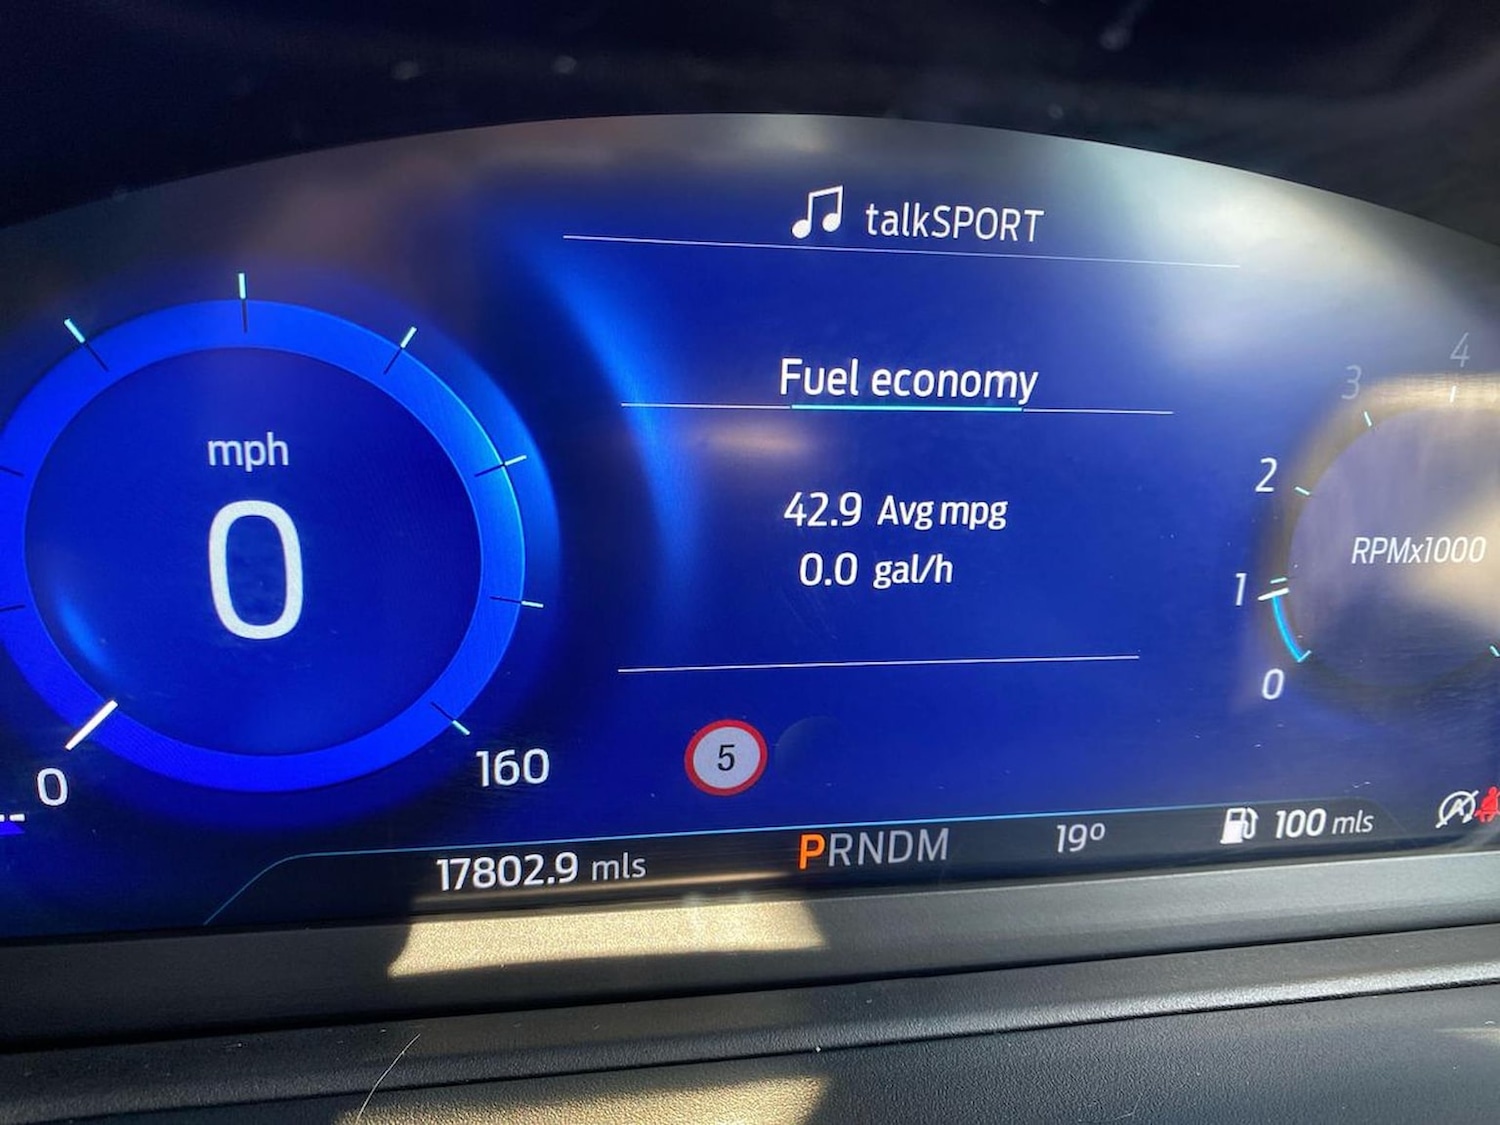 talkSPORT
Fuel economy
mph
0
42.9 Avg mpg
0.0 gal/h
0
160
5
4
3
2
1
0
RPMx1000
17802.9 mls
PRNDM
19º
100 mls
A